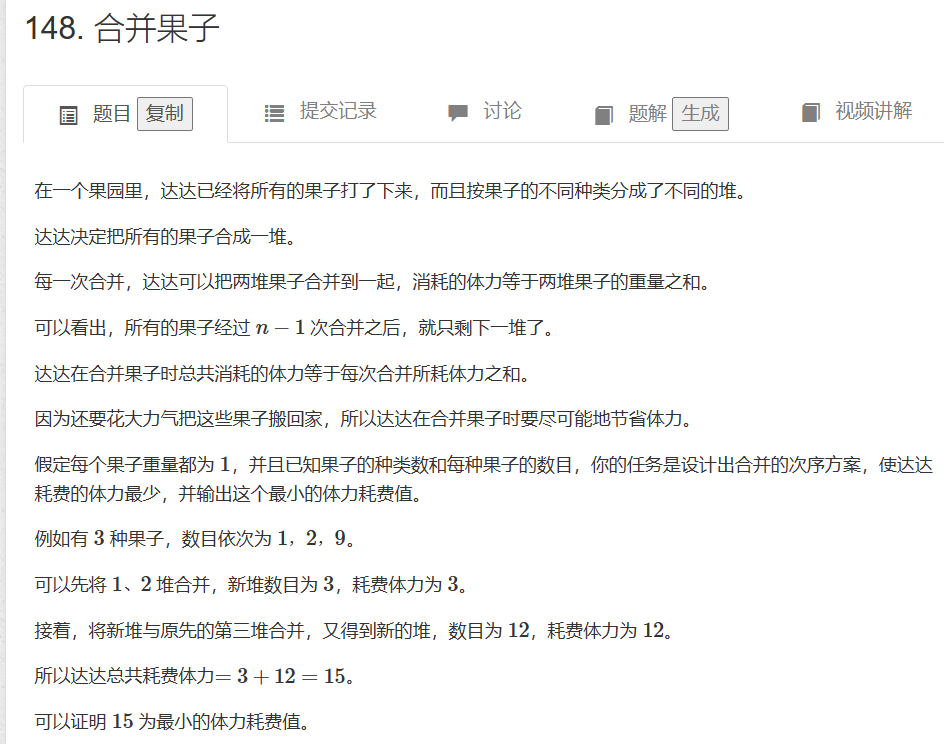 148. 合并果子
题目 复制 提交记录 讨论 题解 生成 视频讲解
在一个果园里，达达已经将所有的果子打了下来，而且按果子的不同种类分成了不同的堆。
达达决定把所有的果子合成一堆。
每一次合并，达达可以把两堆果子合并到一起，消耗的体力等于两堆果子的重量之和。
可以看出，所有的果子经过 n − 1 次合并之后，就只剩下一堆了。
达达在合并果子时总共消耗的体力等于每次合并所耗体力之和。
因为还要花大力气把这些果子搬回家，所以达达在合并果子时要尽可能地节省体力。
假定每个果子重量都为 1，并且已知果子的种类数和每种果子的数目，你的任务是设计出合并的次序方案，使达达
耗费的体力最少，并输出这个最小的体力耗费值。
例如有 3 种果子，数目依次为 1，2，9。
可以先将 1、2 堆合并，新堆数目为 3，耗费体力为 3。
接着，将新堆与原先的第三堆合并，又得到新的堆，数目为 12，耗费体力为 12。
所以达达总共耗费体力= 3 + 12 = 15。
可以证明 15 为最小的体力耗费值。